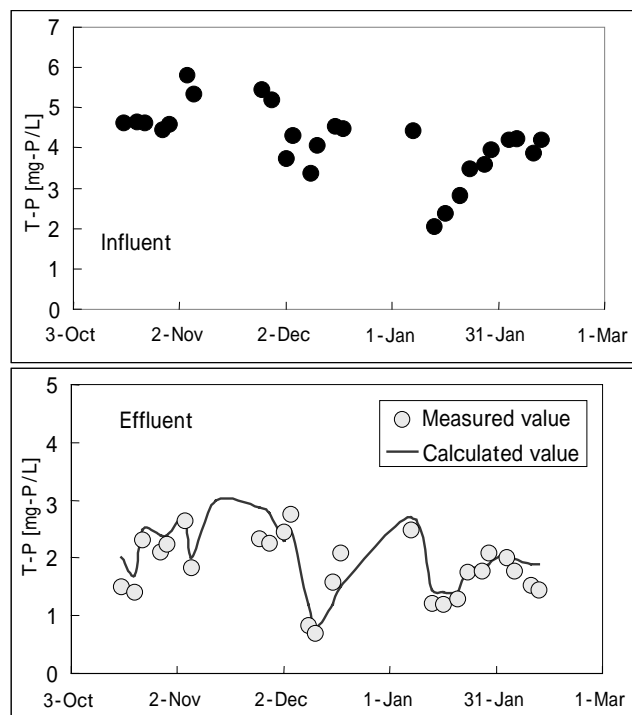 7
6
5
4
3
2
1
0
T-P [mg-P/L]
Influent
3-Oct 2-Nov 2-Dec 1-Jan 31-Jan 1-Mar
5
4
3
2
1
0
T-P [mg-P/L]
Effluent
Measured value
Calculated value
3-Oct 2-Nov 2-Dec 1-Jan 31-Jan 1-Mar